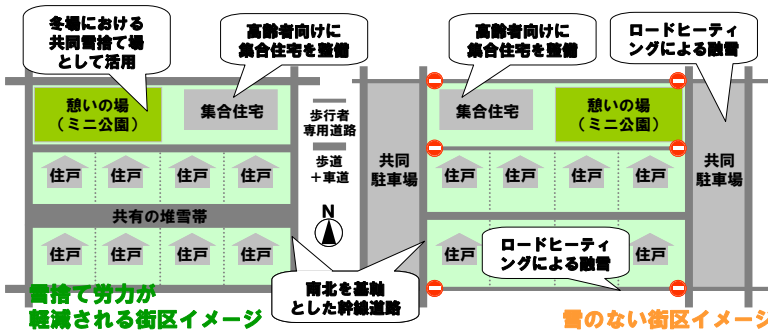 冬場における
共同雪捨て場
として活用
高齢者向けに
集合住宅を整備
憩いの場
（ミニ公園）
集合住宅
住戸
住戸
住戸
住戸
共有の堆雪帯
住戸
住戸
住戸
住戸
雪捨て労力が
軽減される街区イメージ
歩行者
専用道路
歩道
＋車道
N
南北を基軸
とした幹線道路
高齢者向けに
集合住宅を整備
ロードヒーティ
ングによる融雪
集合住宅
憩いの場
（ミニ公園）
共同
駐車場
住戸
住戸
住戸
住戸
共同
駐車場
住戸
ロードヒーティ
ングによる融雪
住戸
雪のない街区イメージ